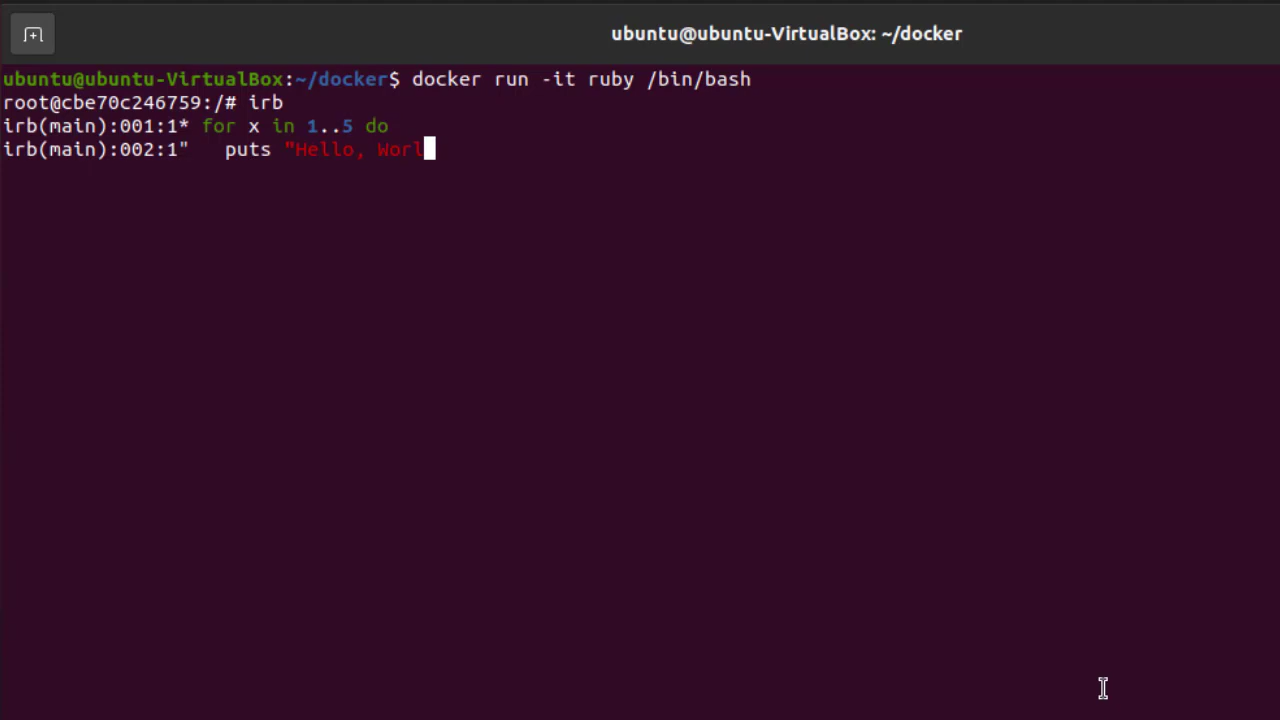 ubuntu@ubuntu-VirtualBox: ~/docker
ubuntu@ubuntu-VirtualBox:~/docker$ docker run -it ruby /bin/bash
root@cbe70c246759:/# irb
irb(main):001:1* for x in 1..5 do
irb(main):002:1"   puts "Hello, Worl